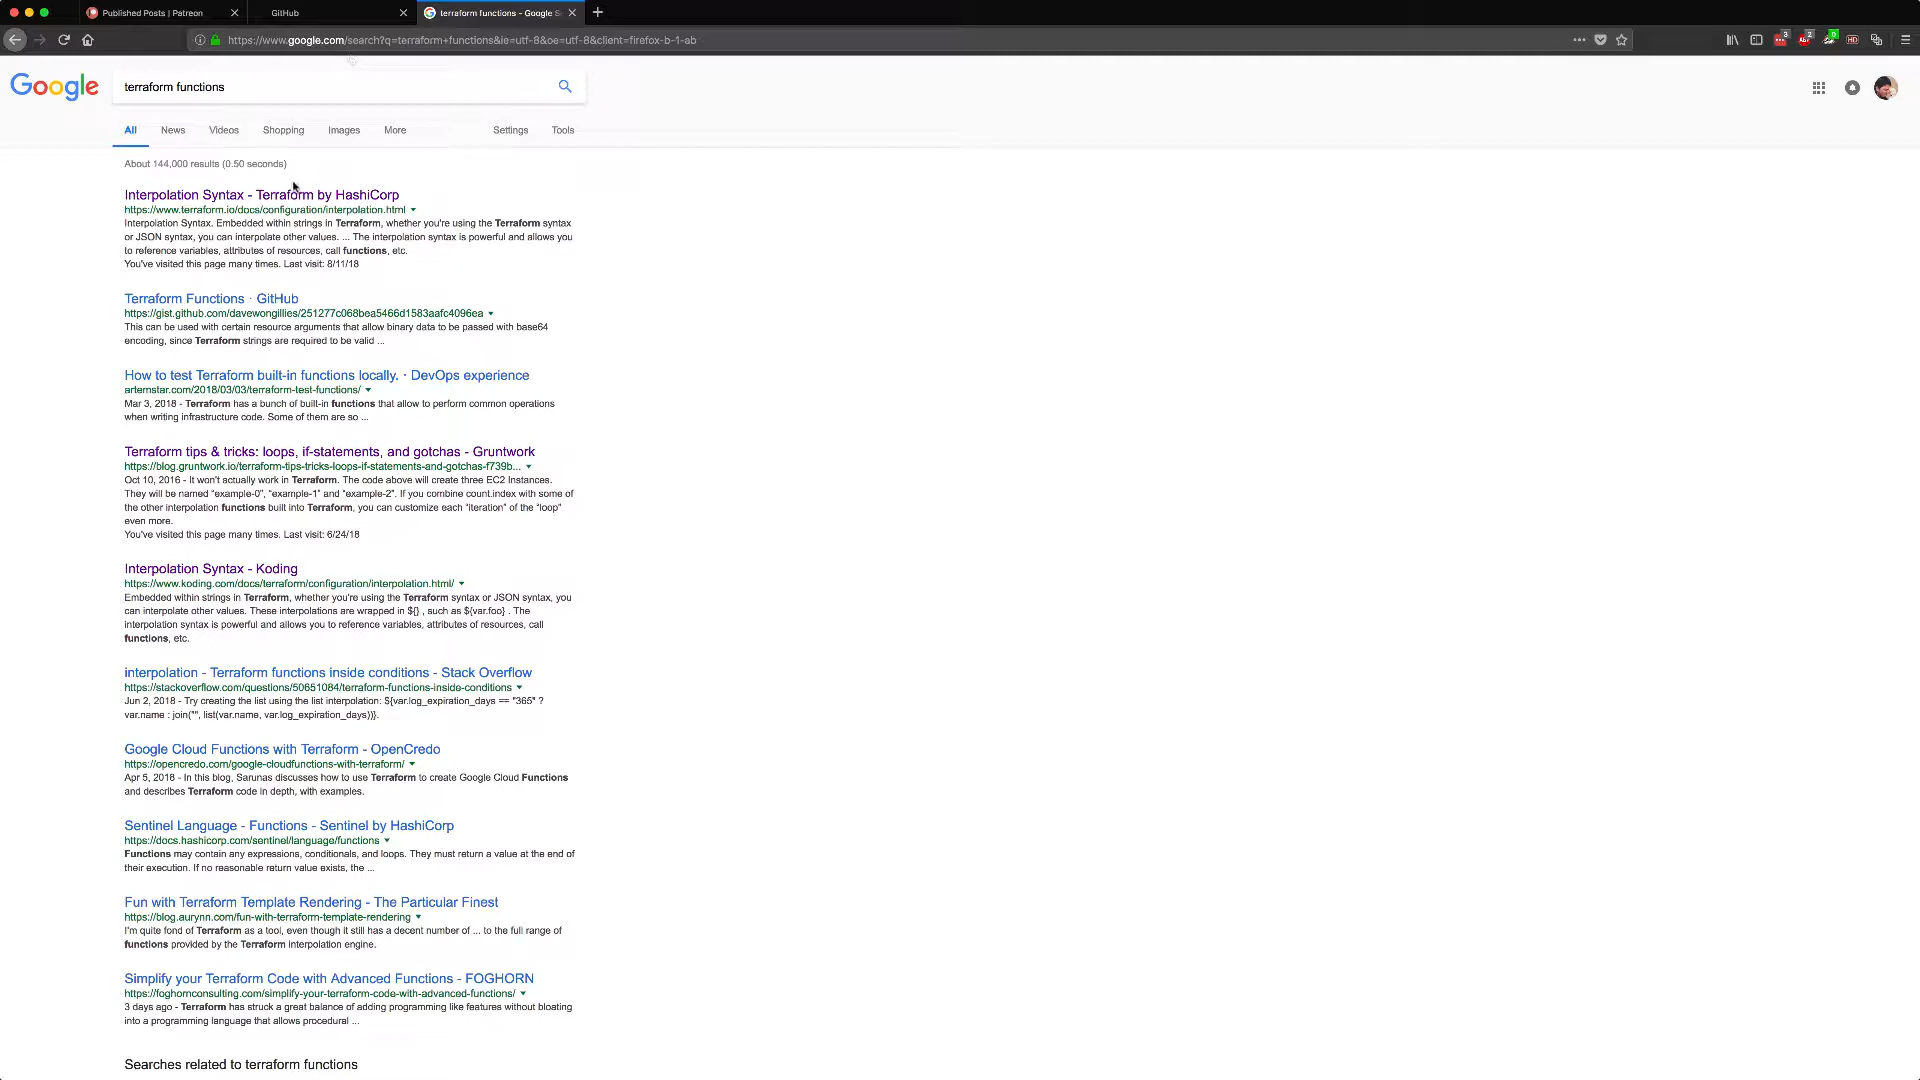 Published Posts | Patreon
GitHub
terraform functions - Google S
https://www.google.com/search?q=terraform+functions&ie=utf-8&oe=utf-8&client=firefox-b-1-ab
3
2
0
HD
Google
terraform functions
All
News
Videos
Shopping
Images
More
Settings
Tools
About 144,000 results (0.50 seconds)
Interpolation Syntax - Terraform by HashiCorp
https://www.terraform.io/docs/configuration/interpolation.html
Interpolation Syntax. Embedded within strings in Terraform, whether you're using the Terraform syntax
or JSON syntax, you can interpolate other values. ... The interpolation syntax is powerful and allows you
to reference variables, attributes of resources, call functions, etc.
You've visited this page many times. Last visit: 8/11/18
Terraform Functions · GitHub
https://gist.github.com/davewongillies/251277c068bea5466d1583aafc4096ea
This can be used with certain resource arguments that allow binary data to be passed with base64
encoding, since Terraform strings are required to be valid ...
How to test Terraform built-in functions locally. · DevOps experience
artemstar.com/2018/03/03/terraform-test-functions/
Mar 3, 2018 - Terraform has a bunch of built-in functions that allow to perform common operations
when writing infrastructure code. Some of them are so ...
Terraform tips & tricks: loops, if-statements, and gotchas - Gruntwork
https://blog.gruntwork.io/terraform-tips-tricks-loops-if-statements-and-gotchas-f739b...
Oct 10, 2016 - It won't actually work in Terraform. The code above will create three EC2 Instances.
They will be named “example-0”, “example-1” and “example-2”. If you combine count.index with some of
the other interpolation functions built into Terraform, you can customize each “iteration” of the “loop”
even more.
You've visited this page many times. Last visit: 6/24/18
Interpolation Syntax - Koding
https://www.koding.com/docs/terraform/configuration/interpolation.html/
Embedded within strings in Terraform, whether you're using the Terraform syntax or JSON syntax, you
can interpolate other values. These interpolations are wrapped in ${} , such as ${var.foo} . The
interpolation syntax is powerful and allows you to reference variables, attributes of resources, call
functions, etc.
interpolation - Terraform functions inside conditions - Stack Overflow
https://stackoverflow.com/questions/50651084/terraform-functions-inside-conditions
Jun 2, 2018 - Try creating the list using the list interpolation: ${var.log_expiration_days == "365" ?
var.name : join("", list(var.name, var.log_expiration_days))}.
Google Cloud Functions with Terraform - OpenCredo
https://opencredo.com/google-cloudfunctions-with-terraform/
Apr 5, 2018 - In this blog, Sarunas discusses how to use Terraform to create Google Cloud Functions
and describes Terraform code in depth, with examples.
Sentinel Language - Functions - Sentinel by HashiCorp
https://docs.hashicorp.com/sentinel/language/functions
Functions may contain any expressions, conditionals, and loops. They must return a value at the end of
their execution. If no reasonable return value exists, the ...
Fun with Terraform Template Rendering - The Particular Finest
https://blog.aurynn.com/fun-with-terraform-template-rendering
I'm quite fond of Terraform as a tool, even though it still has a decent number of ... to the full range of
functions provided by the Terraform interpolation engine.
Simplify your Terraform Code with Advanced Functions - FOGHORN
https://foghornconsulting.com/simplify-your-terraform-code-with-advanced-functions/
3 days ago - Terraform has struck a great balance of adding programming like features without bloating
into a programming language that allows procedural ...
Searches related to terraform functions